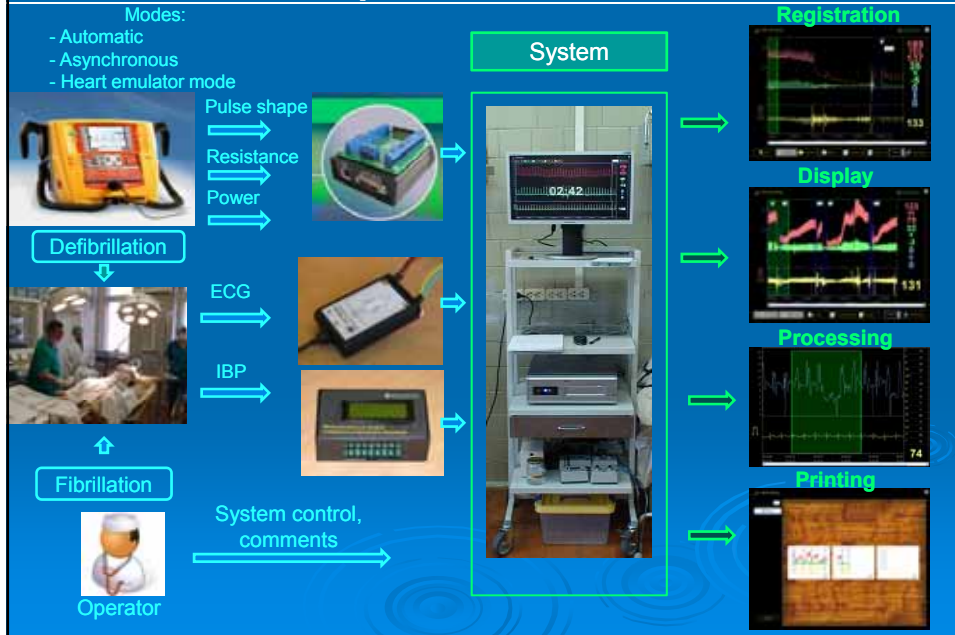 Modes:
- Automatic
- Asynchronous
- Heart emulator mode
Pulse shape
Resistance
Power
Defibrillation
ECG
IBP
Fibrillation
Operator
System control,
comments
System
02:42
Registration
133
Display
131
Processing
74
Printing